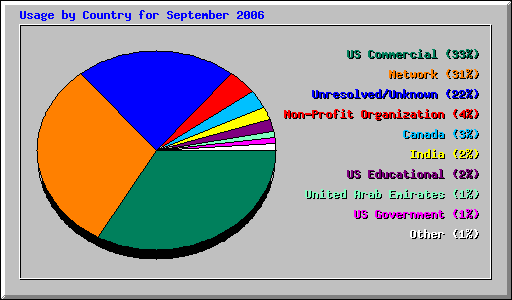 Usage by Country for September 2006
US Commercial (33%)
Network (31%)
Unresolved/Unknown (22%)
Non-Profit Organization (4%)
Canada (3%)
India (2%)
US Educational (2%)
United Arab Emirates (1%)
US Government (1%)
Other (1%)